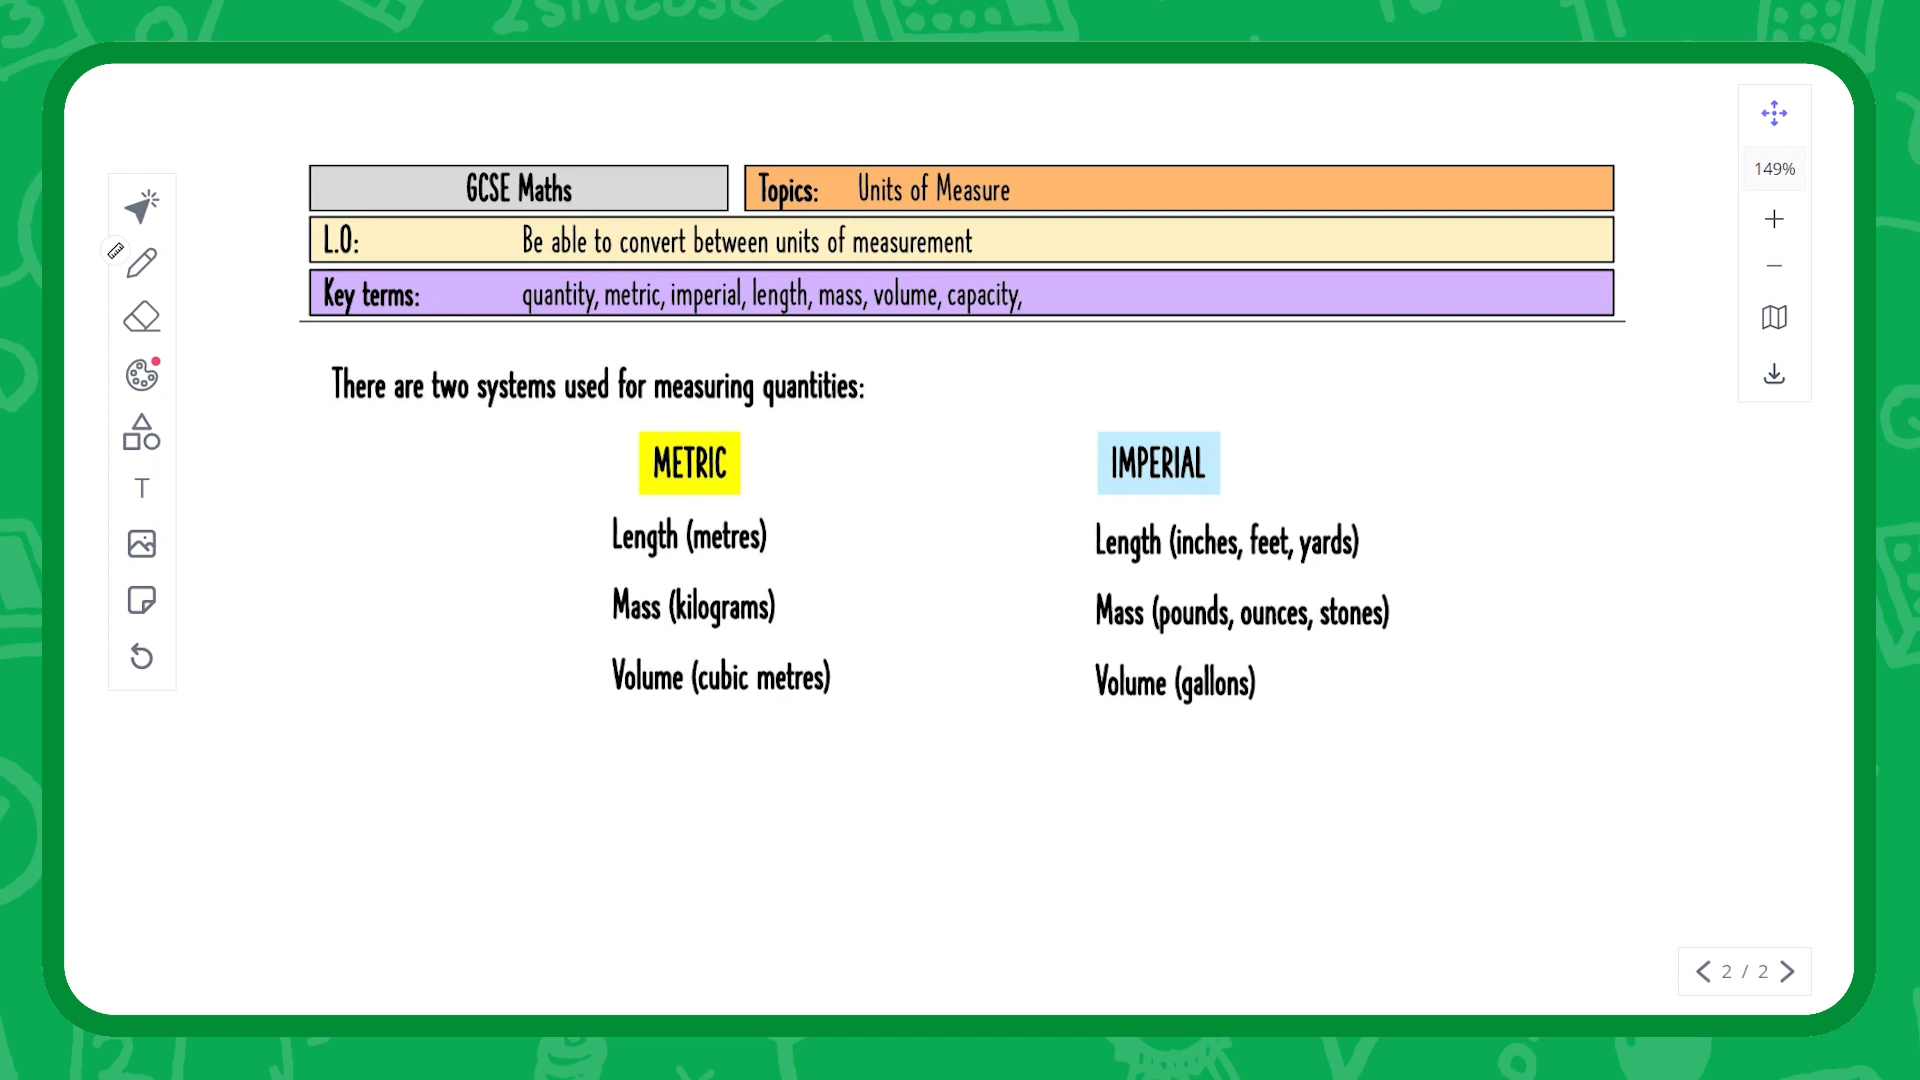 GCSE Maths
Topics: Units of Measure
L.O: Be able to convert between units of measurement
Key terms: quantity, metric, imperial, length, mass, volume, capacity,
There are two systems used for measuring quantities:
METRIC
Length (metres)
Mass (kilograms)
Volume (cubic metres)
IMPERIAL
Length (inches, feet, yards)
Mass (pounds, ounces, stones)
Volume (gallons)
T
149%
2 / 2